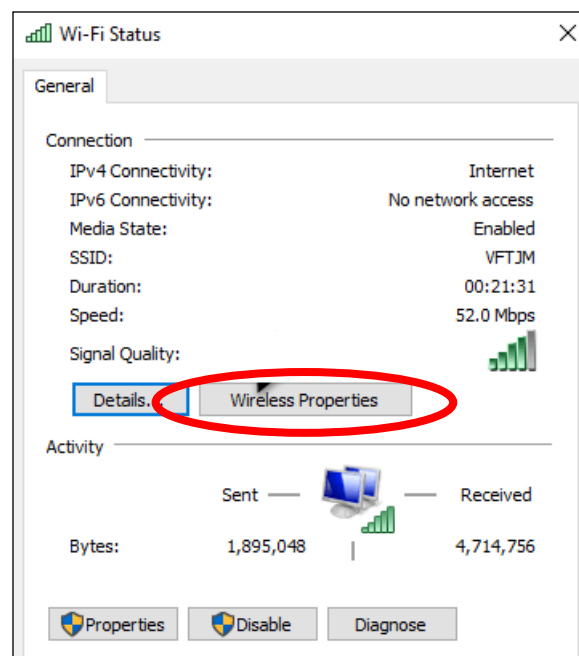 Wi-Fi Status
General
Connection
IPv4 Connectivity: Internet
IPv6 Connectivity: No network access
Media State: Enabled
SSID: VFTJM
Duration: 00:21:31
Speed: 52.0 Mbps
Signal Quality:
Details... Wireless Properties
Activity
Sent Received
Bytes: 1,895,048 4,714,756
Properties Disable Diagnose